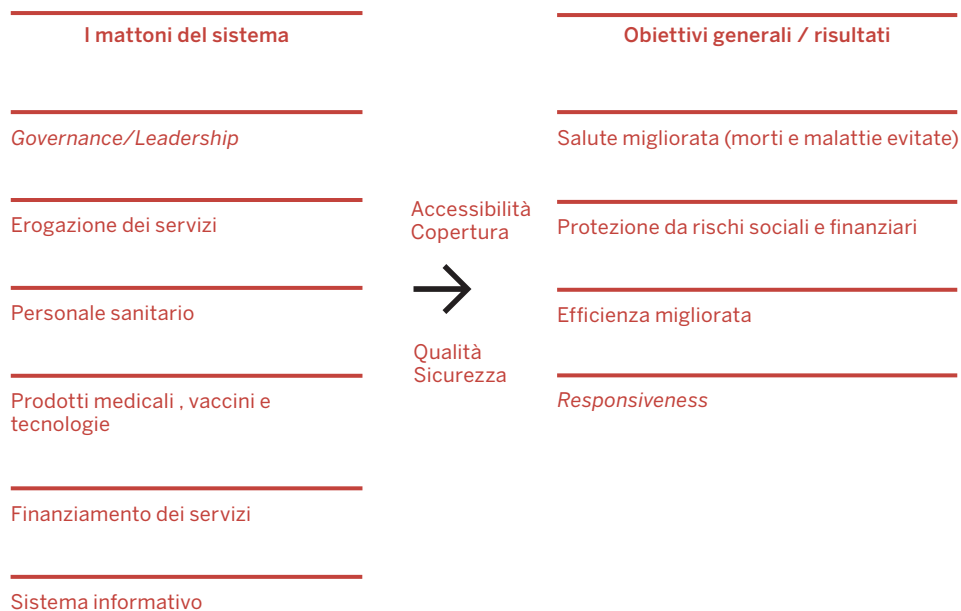 I mattoni del sistema
Governance/Leadership
Erogazione dei servizi
Personale sanitario
Prodotti medicali , vaccini e
tecnologie
Finanziamento dei servizi
Sistema informativo
Accessibilità
Copertura
Qualità
Sicurezza
Obiettivi generali / risultati
Salute migliorata (morti e malattie evitate)
Protezione da rischi sociali e finanziari
Efficienza migliorata
Responsiveness